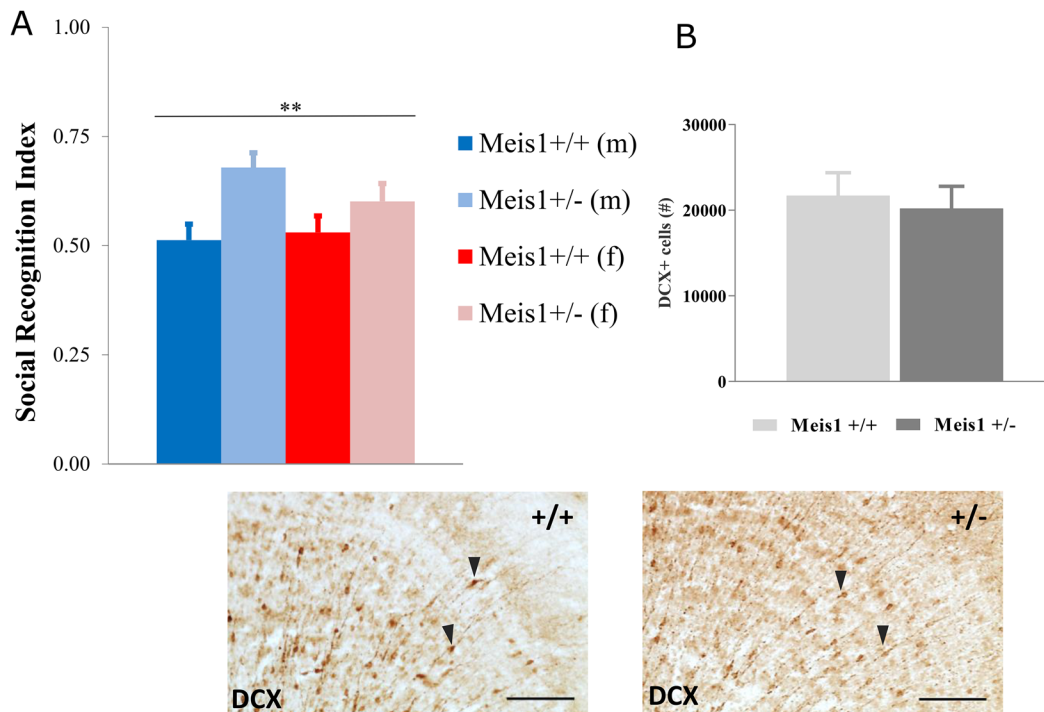 A
1.00
0.75
0.50
0.25
0.00
Social Recognition Index
**
Meis1+/+ (m)
Meis1+/- (m)
Meis1+/+ (f)
Meis1+/- (f)
B
30000
20000
10000
0
DCX+ cells (#)
Meis1 +/+ Meis1 +/-
+/+
DCX
+/-
DCX